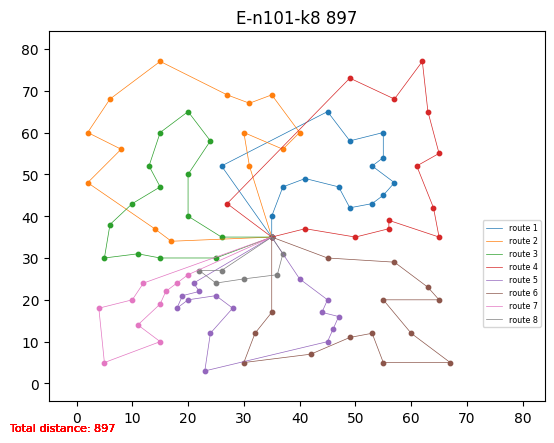 E-n101-k8 897
80
70
60
50
40
30
20
10
0
route 1
route 2
route 3
route 4
route 5
route 6
route 7
route 8
0 10 20 30 40 50 60 70 80
Total distance: 897